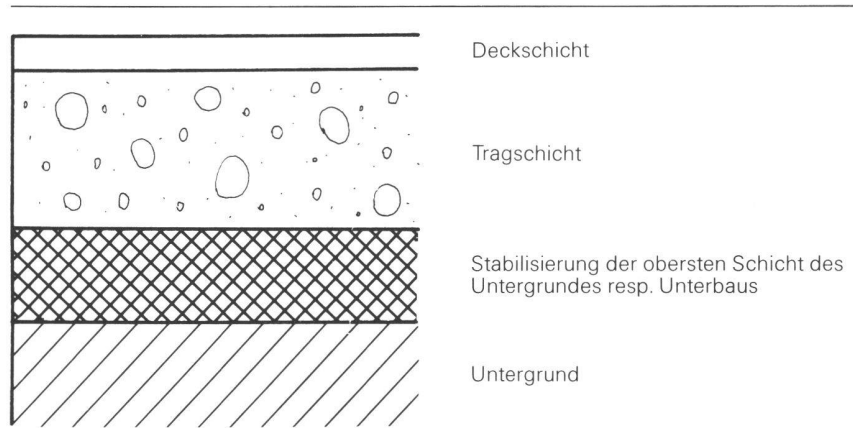 Deckschicht
Tragschicht
Stabilisierung der obersten Schicht des
Untergrundes resp. Unterbaus
Untergrund